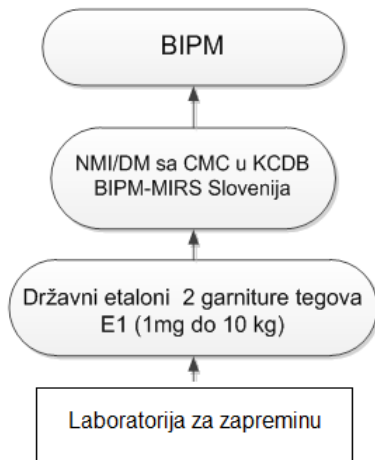 BIPM
NMI/DM sa CMC u KCDB
BIPM-MIRS Slovenija
Državni etaloni 2 garniture tegova
E1 (1mg do 10 kg)
Laboratorija za zapreminu